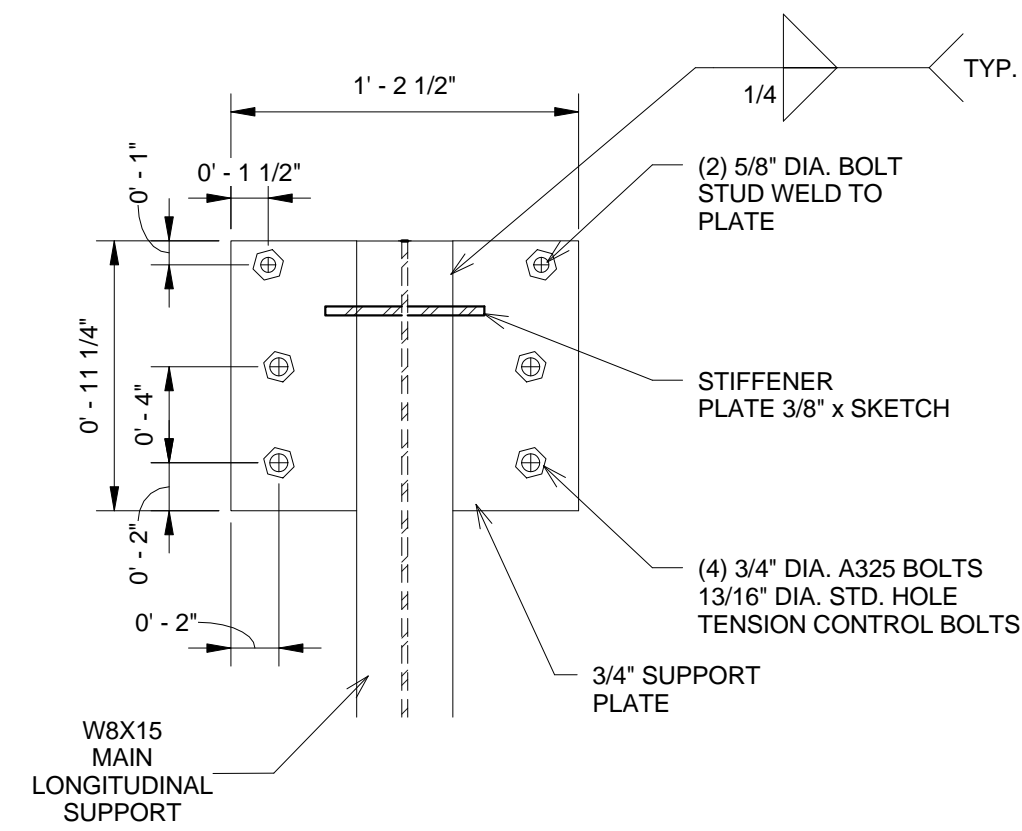 TYP.
1' - 2 1/2"
1/4
0' - 1"
0' - 1 1/2"
(2) 5/8" DIA. BOLT
STUD WELD TO
PLATE
0' - 11 1/4"
0' - 4"
STIFFENER
PLATE 3/8" x SKETCH
0' - 2"
(4) 3/4" DIA. A325 BOLTS
13/16" DIA. STD. HOLE
TENSION CONTROL BOLTS
0' - 2"
3/4" SUPPORT
PLATE
W8X15
MAIN
LONGITUDINAL
SUPPORT